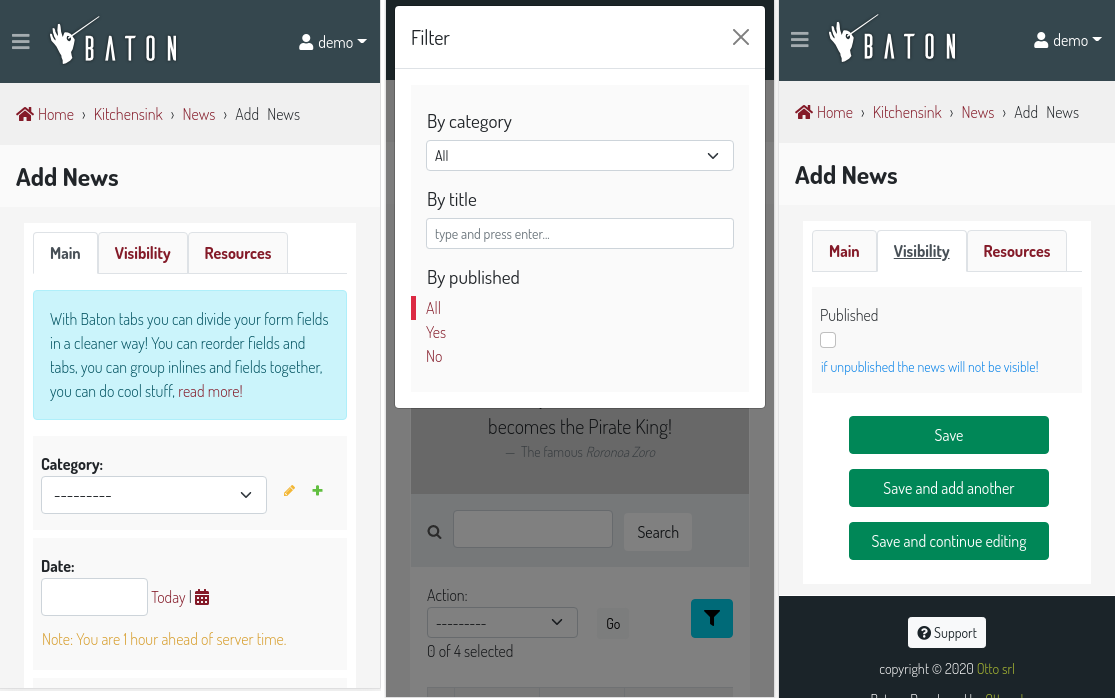 BATON
demo
Home › Kitchensink › News › Add News
Add News
Main
Visibility
Resources
With Baton tabs you can divide your form fields
in a cleaner way! You can reorder fields and
tabs, you can group inlines and fields together,
you can do cool stuff, read more!
Category:
---------
Date:
Today |
Note: You are 1 hour ahead of server time.
Filter
By category
All
By title
type and press enter...
By published
All
Yes
No
becomes the Pirate King!
— The famous Roronoa Zoro
Search
Action:
---------
Go
0 of 4 selected
BATON
demo
Home › Kitchensink › News › Add News
Add News
Main
Visibility
Resources
Published
if unpublished the news will not be visible!
Save
Save and add another
Save and continue editing
Support
copyright © 2020 Otto srl